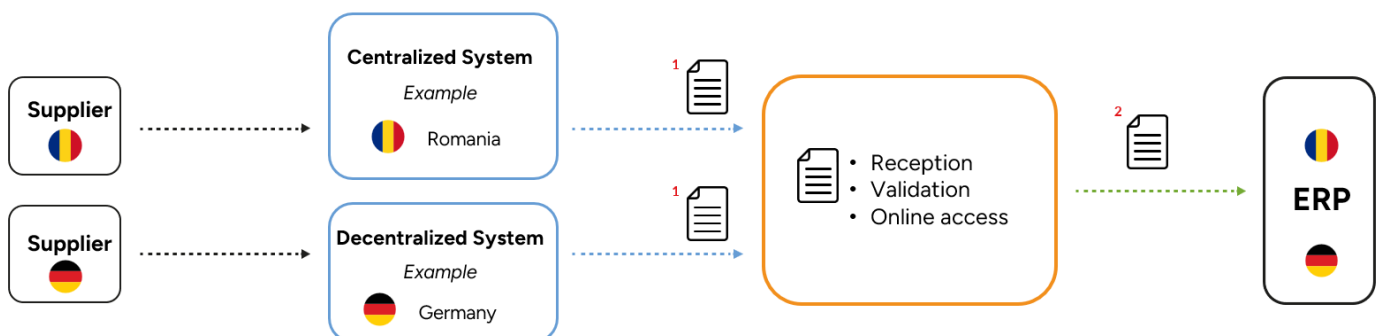 Supplier
Centralized System
Example
Romania
1
Supplier
Decentralized System
Example
Germany
1
• Reception
• Validation
• Online access
2
ERP